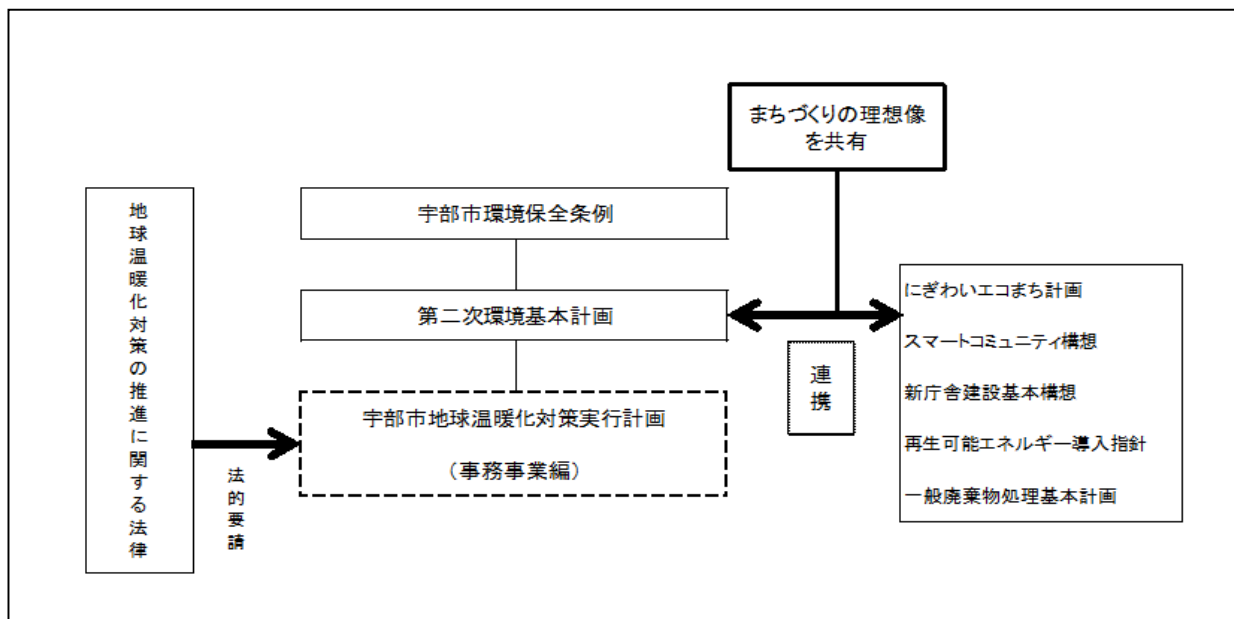 まちづくりの理想像
を共有
地球温暖化対策の推進に関する法律
宇部市環境保全条例
第二次環境基本計画
宇部市地球温暖化対策実行計画
（事務事業編）
法的要請
連携
にぎわいエコまち計画
スマートコミュニティ構想
新庁舎建設基本構想
再生可能エネルギー導入指針
一般廃棄物処理基本計画